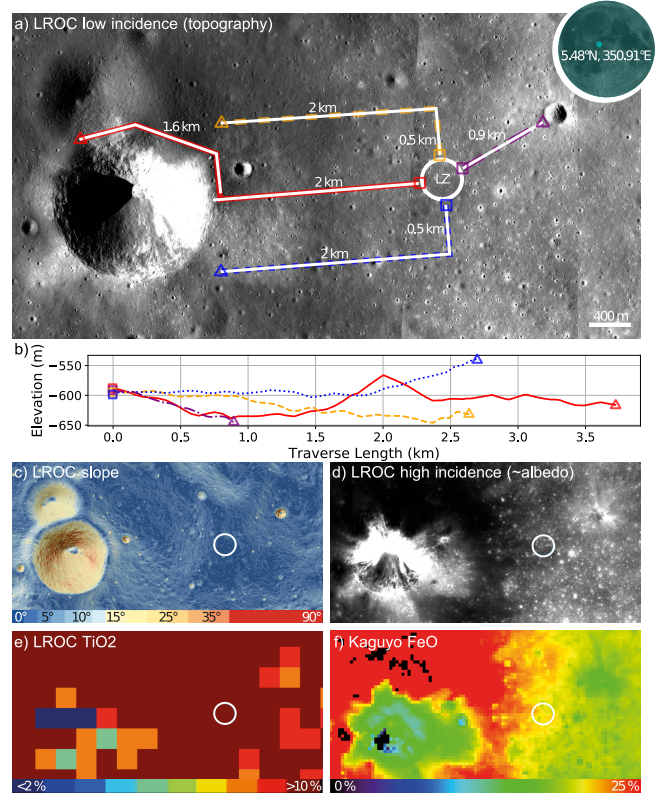 a) LROC low incidence (topography)
5.48°N, 350.91°E
2 km
1.6 km
0.5 km
0.9 km
LZ
2 km
0.5 km
2 km
400 m
b)
−550
−600
−650
Elevation (m)
0.0 0.5 1.0 1.5 2.0 2.5 3.0 3.5
Traverse Length (km)
c) LROC slope
0° 5° 10° 15° 25° 35° 90°
d) LROC high incidence (~albedo)
e) LROC TiO2
<2 % >10 %
f) Kaguyo FeO
0 % 25 %